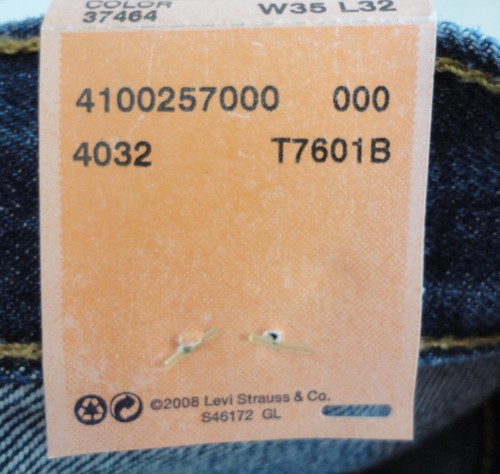 COLOR
37464 W35 L32
4100257000 000
4032 T7601B
©2008 Levi Strauss & Co.
S46172 GL